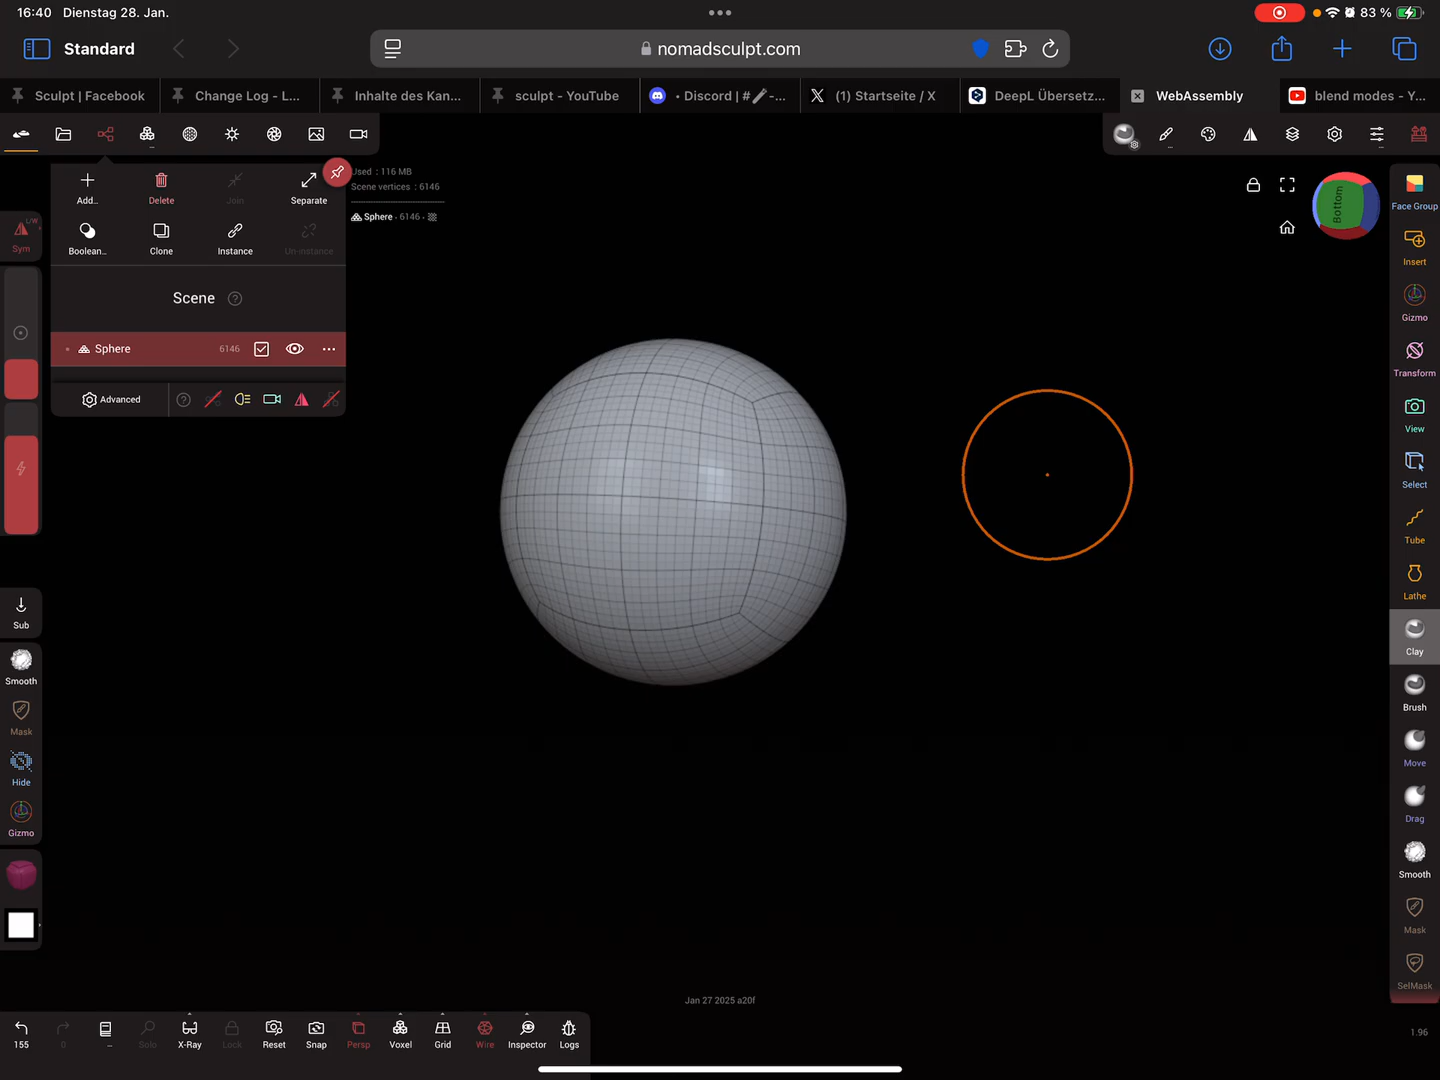 16:40 Dienstag 28. Jan.
83 %
Standard
nomadsculpt.com
Sculpt | Facebook
Change Log - L...
Inhalte des Kan...
sculpt - YouTube
• Discord | #🖊-...
(1) Startseite / X
DeepL Übersetz...
WebAssembly
blend modes - Y...
Add..
Delete
Join
Separate
Boolean..
Clone
Instance
Un-instance
Scene
Sphere 6146
Advanced
Used : 116 MB
Scene vertices : 6146
Sphere - 6146 -
Bottom
L/W
Sym
Sub
Smooth
Mask
Hide
Gizmo
Face Group
Insert
Gizmo
Transform
View
Select
Tube
Lathe
Clay
Brush
Move
Drag
Smooth
Mask
SelMask
Jan 27 2025 a20f
1.96
155
0
...
Solo
X-Ray
Lock
Reset
Snap
Persp
Voxel
Grid
Wire
Inspector
Logs